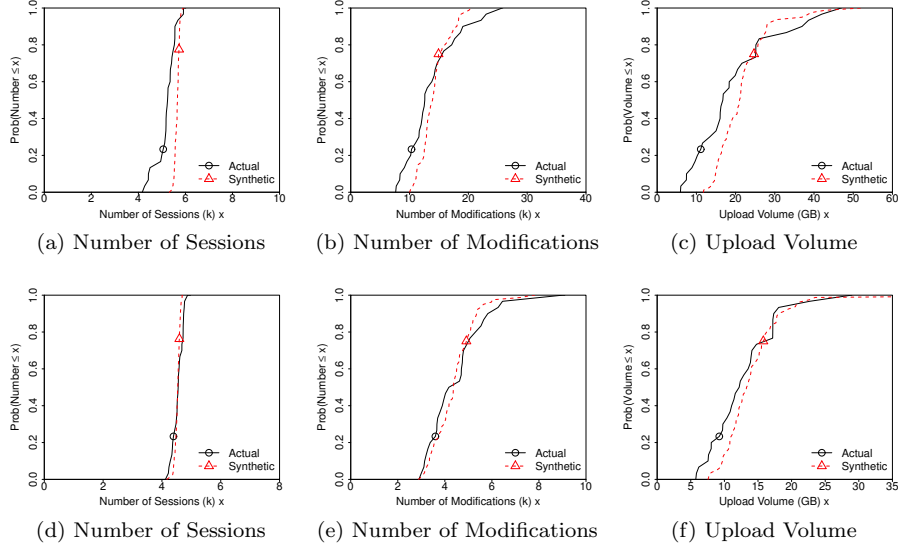 Prob(Number ≤ x)
0.0 0.2 0.4 0.6 0.8 1.0
Actual
Synthetic
0 2 4 6 8 10
Number of Sessions (k) x
(a) Number of Sessions
Prob(Number ≤ x)
0.0 0.2 0.4 0.6 0.8 1.0
Actual
Synthetic
0 10 20 30 40
Number of Modifications (k) x
(b) Number of Modifications
Prob(Volume ≤ x)
0.0 0.2 0.4 0.6 0.8 1.0
Actual
Synthetic
0 10 20 30 40 50 60
Upload Volume (GB) x
(c) Upload Volume
Prob(Number ≤ x)
0.0 0.2 0.4 0.6 0.8 1.0
Actual
Synthetic
0 2 4 6 8
Number of Sessions (k) x
(d) Number of Sessions
Prob(Number ≤ x)
0.0 0.2 0.4 0.6 0.8 1.0
Actual
Synthetic
0 2 4 6 8 10
Number of Modifications (k) x
(e) Number of Modifications
Prob(Volume ≤ x)
0.0 0.2 0.4 0.6 0.8 1.0
Actual
Synthetic
0 5 10 15 20 25 30 35
Upload Volume (GB) x
(f) Upload Volume